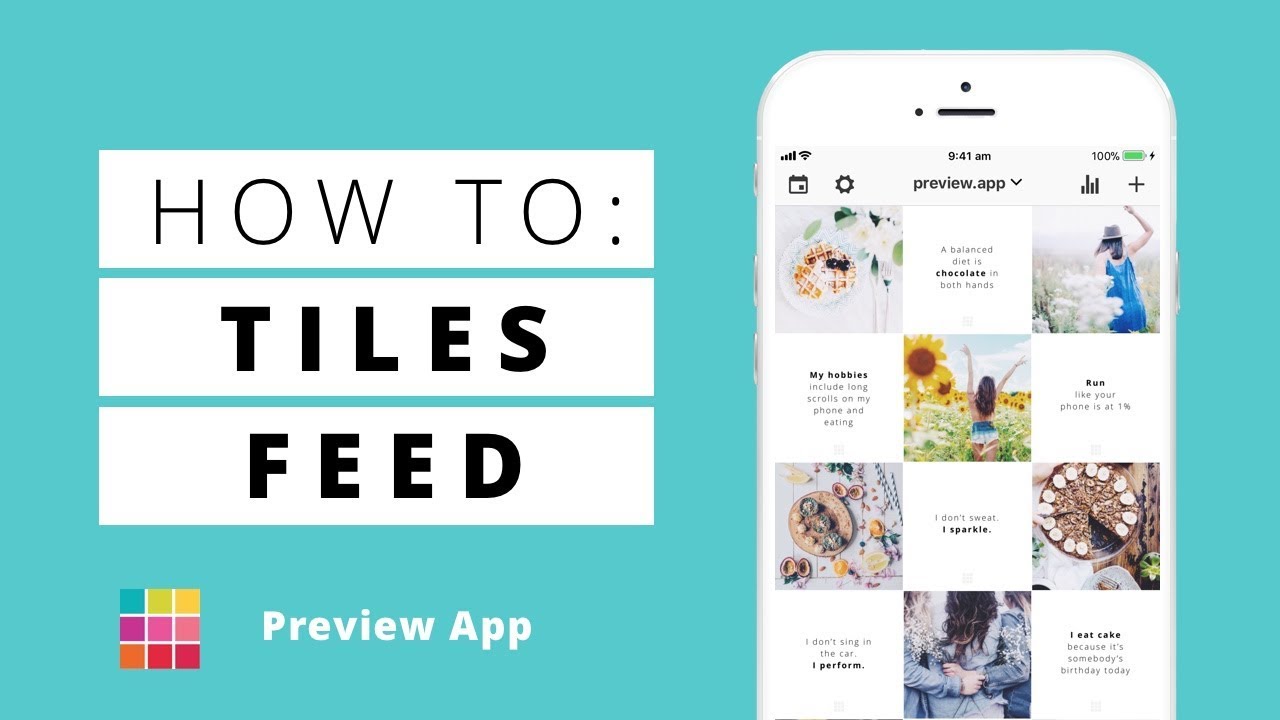 HOW TO:
TILES
FEED
Preview App
9:41 am
100%
preview.app
A balanced
diet is
chocolate in
both hands
My hobbies
include long
scrolls on my
phone and
eating
Run
like your
phone is at 1%
I don't sweat.
I sparkle.
I don't sing in
the car.
I perform.
I eat cake
because it's
somebody's
birthday today